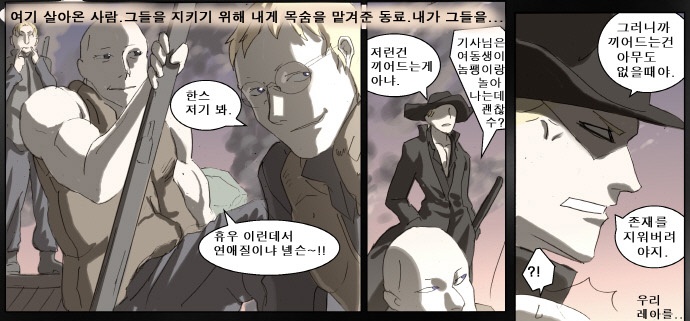 여기 살아온 사람.그들을 지키기 위해 내게 목숨을 맡겨준 동료.내가 그들을...
한스
저기 봐.
휴우 이런데서
연애질이냐 넬슨~!!
저런건
끼어드는게
아냐.
기사님은
여동생이
놈팽이랑
놀아
나는데
괜찮
수?
그러니까
끼어드는건
아무도
없을때야.
존재를
지워버려
야지.
?!
우리
레아를..